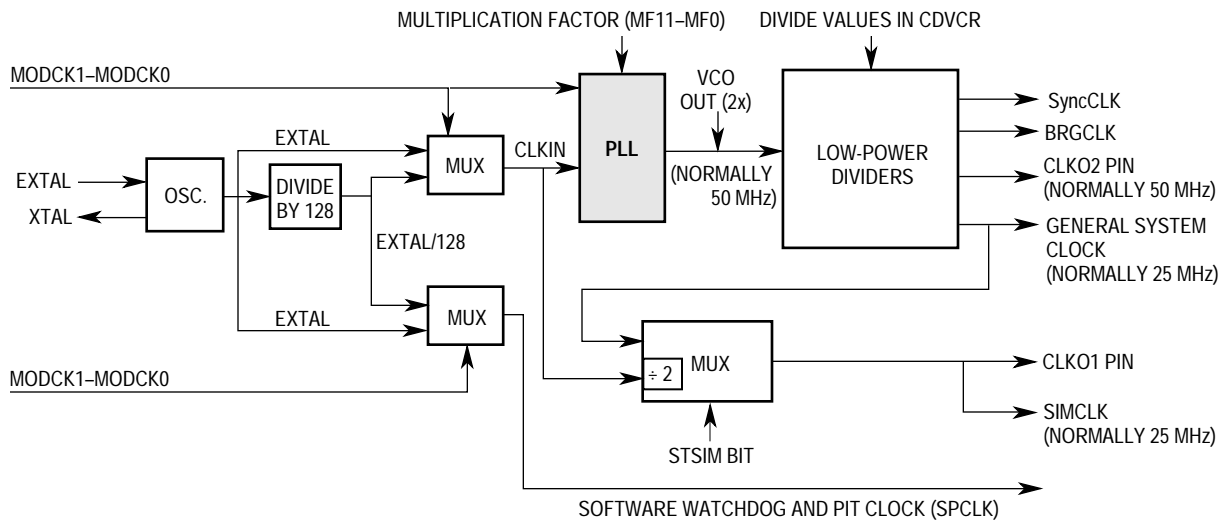 MULTIPLICATION FACTOR (MF11–MF0)
DIVIDE VALUES IN CDVCR
MODCK1–MODCK0
VCO
OUT (2x)
SyncCLK
EXTAL
CLKIN
PLL
BRGCLK
MUX
LOW-POWER
DIVIDERS
EXTAL
OSC.
DIVIDE
BY 128
(NORMALLY
50 MHz)
CLKO2 PIN
(NORMALLY 50 MHz)
XTAL
EXTAL/128
GENERAL SYSTEM
CLOCK
(NORMALLY 25 MHz)
MUX
EXTAL
MUX
÷ 2
CLKO1 PIN
MODCK1–MODCK0
SIMCLK
(NORMALLY 25 MHz)
STSIM BIT
SOFTWARE WATCHDOG AND PIT CLOCK (SPCLK)